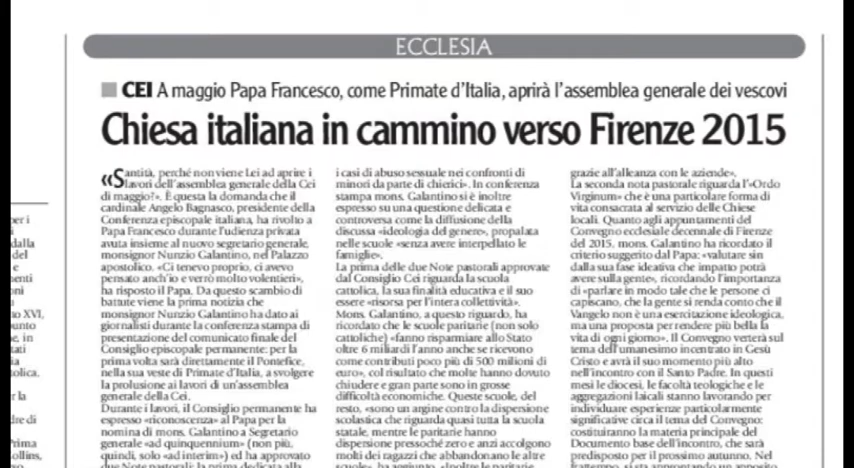 ECCLESIA
CEI A maggio Papa Francesco, come Primate d'Italia, aprirà l'assemblea generale dei vescovi
Chiesa italiana in cammino verso Firenze 2015
«Santità, perché non viene Lei ad aprire i
lavori dell'assemblea generale della Cei
di maggio?». È questa la domanda che il
cardinale Angelo Bagnasco, presidente della
Conferenza episcopale italiana, ha rivolto a
Papa Francesco durante l'udienza privata
avuta insieme al nuovo segretario generale,
monsignor Nunzio Galantino, nel Palazzo
apostolico. «Ci tenevo proprio, ci avevo
pensato anch'io e verrò molto volentieri»,
ha risposto il Papa. Da questo scambio di
battute viene la prima notizia che
monsignor Nunzio Galantino ha dato ai
giornalisti durante la conferenza stampa di
presentazione del comunicato finale del
Consiglio episcopale permanente: per la
prima volta sarà direttamente il Pontefice,
nella sua veste di Primate d'Italia, a svolgere
la prolusione ai lavori di un'assemblea
generale della Cei.
Durante i lavori, il Consiglio permanente ha
espresso «riconoscenza» al Papa per la
nomina di mons. Galantino a Segretario
generale «ad quinquennium» (non più,
quindi, solo «ad interim») ed ha approvato
due Note pastorali: la prima dedicata alla
i casi di abuso sessuale nei confronti di
minori da parte di chierici». In conferenza
stampa mons. Galantino si è inoltre
espresso su una questione delicata e
controversa come la diffusione della
discussa «ideologia del genere», propalata
nelle scuole «senza avere interpellato le
famiglie».
La prima delle due Note pastorali approvate
dal Consiglio Cei riguarda la scuola
cattolica, la sua finalità educativa e il suo
essere «risorsa per l'intera collettività».
Mons. Galantino, a questo riguardo, ha
ricordato che le scuole paritarie (non solo
cattoliche) «fanno risparmiare allo Stato
oltre 6 miliardi l'anno anche se ricevono
come contributi poco più di 500 milioni di
euro», col risultato che molte hanno dovuto
chiudere e gran parte sono in grosse
difficoltà economiche. Queste scuole, del
resto, «sono un argine contro la dispersione
scolastica che riguarda quasi tutta la scuola
statale, mentre le paritarie hanno
dispersione pressoché zero e anzi accolgono
molti dei ragazzi che abbandonano le altre
scuole», ha aggiunto. «Inoltre le paritarie
grazie all'alleanza con le aziende».
La seconda nota pastorale riguarda l'«Ordo
Virginum» che è una particolare forma di
vita consacrata al servizio delle Chiese
locali. Quanto agli appuntamenti del
Convegno ecclesiale decennale di Firenze
del 2015, mons. Galantino ha ricordato il
criterio suggerito dal Papa: «valutare sin
dalla sua fase ideativa che impatto potrà
avere sulla gente», ricordando l'importanza
di «parlare in modo tale che le persone ci
capiscano, che la gente si renda conto che il
Vangelo non è una esercitazione ideologica,
ma una proposta per rendere più bella la
vita di ogni giorno». Il Convegno verterà sul
tema dell'umanesimo incentrato in Gesù
Cristo e avrà il suo momento più alto
nell'incontro con il Santo Padre. In questi
mesi le diocesi, le facoltà teologiche e le
aggregazioni laicali stanno lavorando per
individuare esperienze particolarmente
significative circa il tema del Convegno:
costituiranno la materia principale del
Documento base dell'incontro, che sarà
predisposto per il prossimo autunno. Nel
frattempo, si sta approntando un apposito